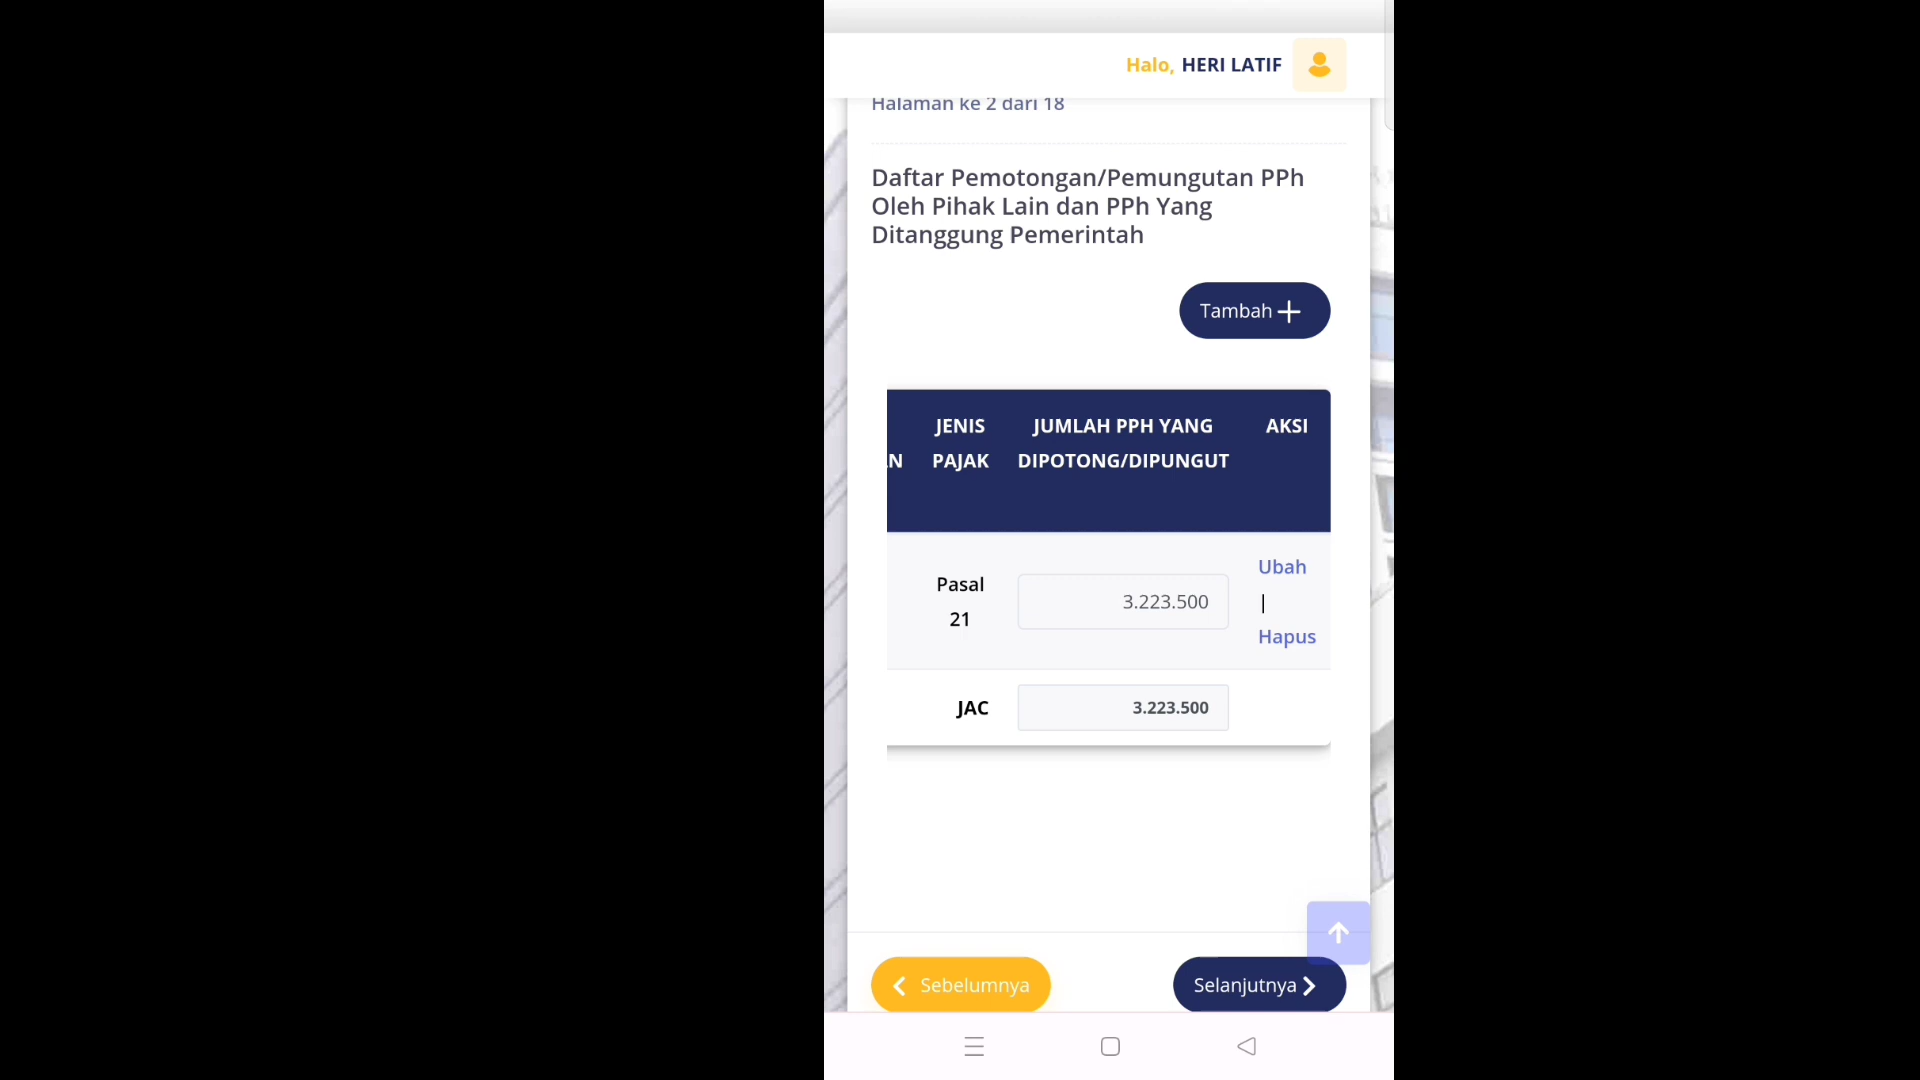 Halo, HERI LATIF
Halaman ke 2 dari 18
Daftar Pemotongan/Pemungutan PPh
Oleh Pihak Lain dan PPh Yang
Ditanggung Pemerintah
Tambah
JENIS JUMLAH PPH YANG AKSI
N PAJAK DIPOTONG/DIPUNGUT
Ubah
Pasal
3.223.500 |
21
Hapus
JAC 3.223.500
Sebelumnya Selanjutnya